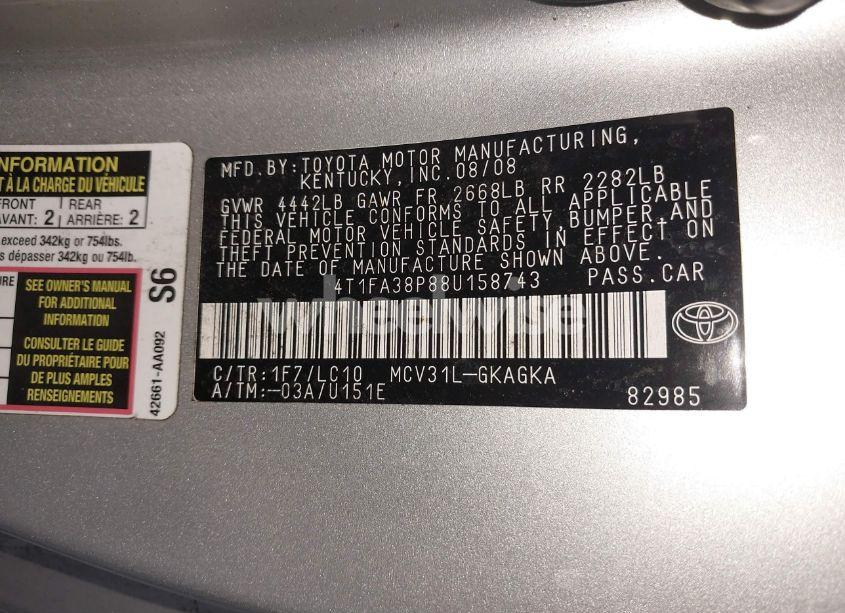 INFORMATION
T À LA CHARGE DU VÉHICULE
FRONT
REAR
AVANT: 2
ARRIÈRE: 2
exceed 342kg or 754lbs.
s dépasser 342kg ou 754lb.
SEE OWNER'S MANUAL
FOR ADDITIONAL
INFORMATION
CONSULTER LE GUIDE
DU PROPRIÉTAIRE POUR
DE PLUS AMPLES
RENSEIGNEMENTS
S6
42661-AA092
MFD.BY:TOYOTA MOTOR MANUFACTURING,
KENTUCKY,INC.08/08
GVWR 4442LB GAWR FR 2668LB RR 2282LB
THIS VEHICLE CONFORMS TO ALL APPLICABLE
FEDERAL MOTOR VEHICLE SAFETY,BUMPER,AND
THEFT PREVENTION STANDARDS IN EFFECT ON
THE DATE OF MANUFACTURE SHOWN ABOVE.
4T1FA38P88U158743 PASS.CAR
wheelwise
C/TR:1F7/LC10 MCV31L-GKAGKA
A/TM:-03A/U151E
82985